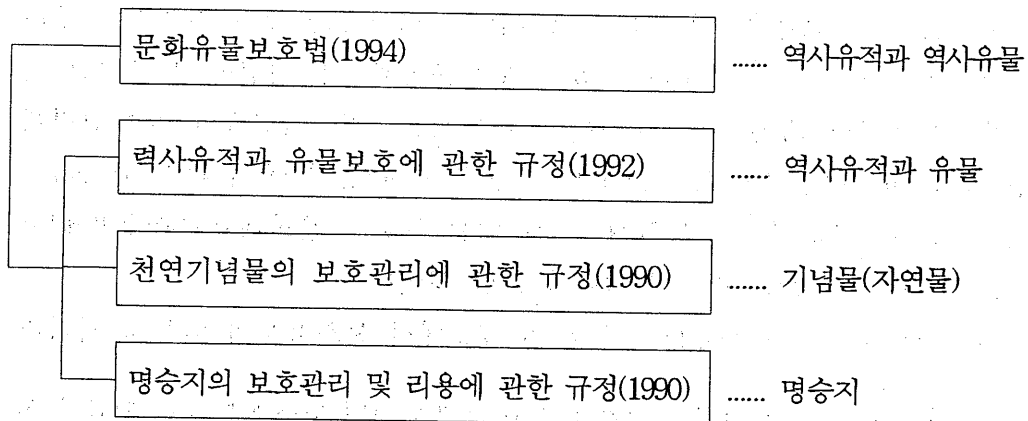 문화유물보호법(1994) ...... 역사유적과 역사유물
력사유적과 유물보호에 관한 규정(1992) ...... 역사유적과 유물
천연기념물의 보호관리에 관한 규정(1990) ...... 기념물(자연물)
명승지의 보호관리 및 리용에 관한 규정(1990) ...... 명승지